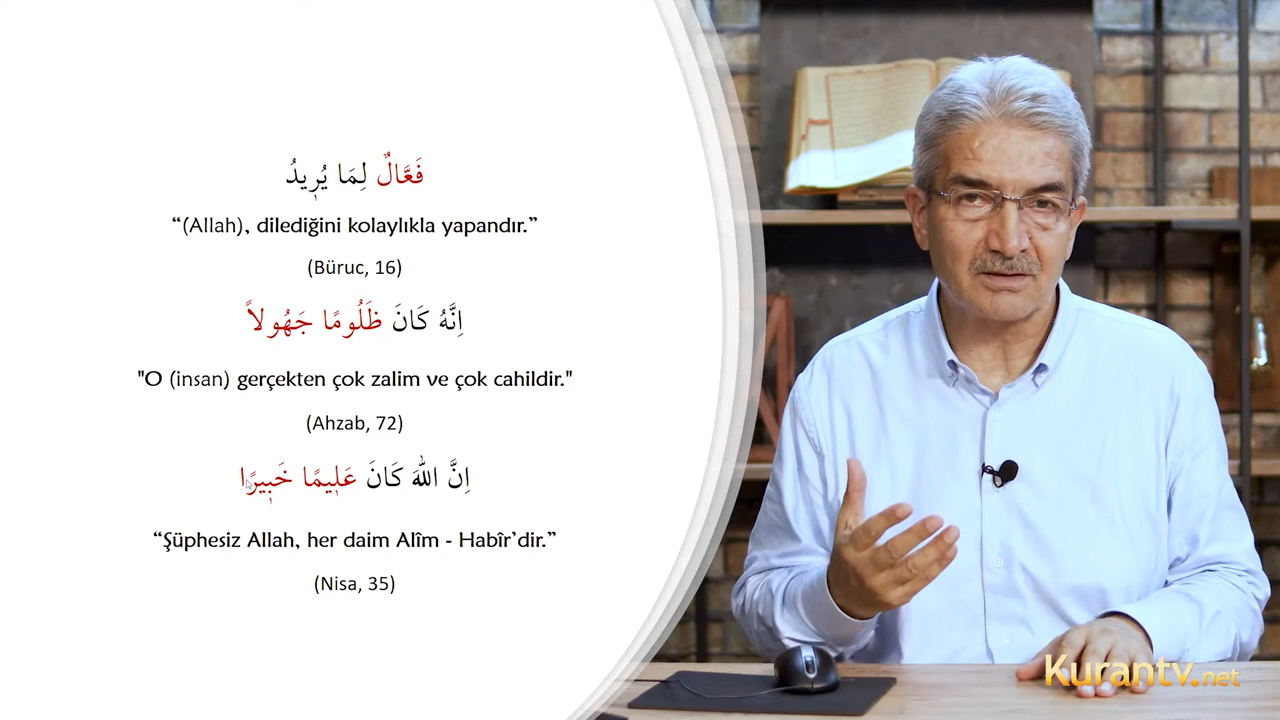 فَعَّالٌ لِمَا يُر۪يدُ
“(Allah), dilediğini kolaylıkla yapandır.”
(Büruc, 16)
اِنَّهُ كَانَ ظَلُومًا جَهُولاً
"O (insan) gerçekten çok zalim ve çok cahildir."
(Ahzab, 72)
اِنَّ اللّٰهَ كَانَ عَل۪يمًا خَب۪يرًا
“Şüphesiz Allah, her daim Alîm - Habîr’dir.”
(Nisa, 35)
Kurantv.net